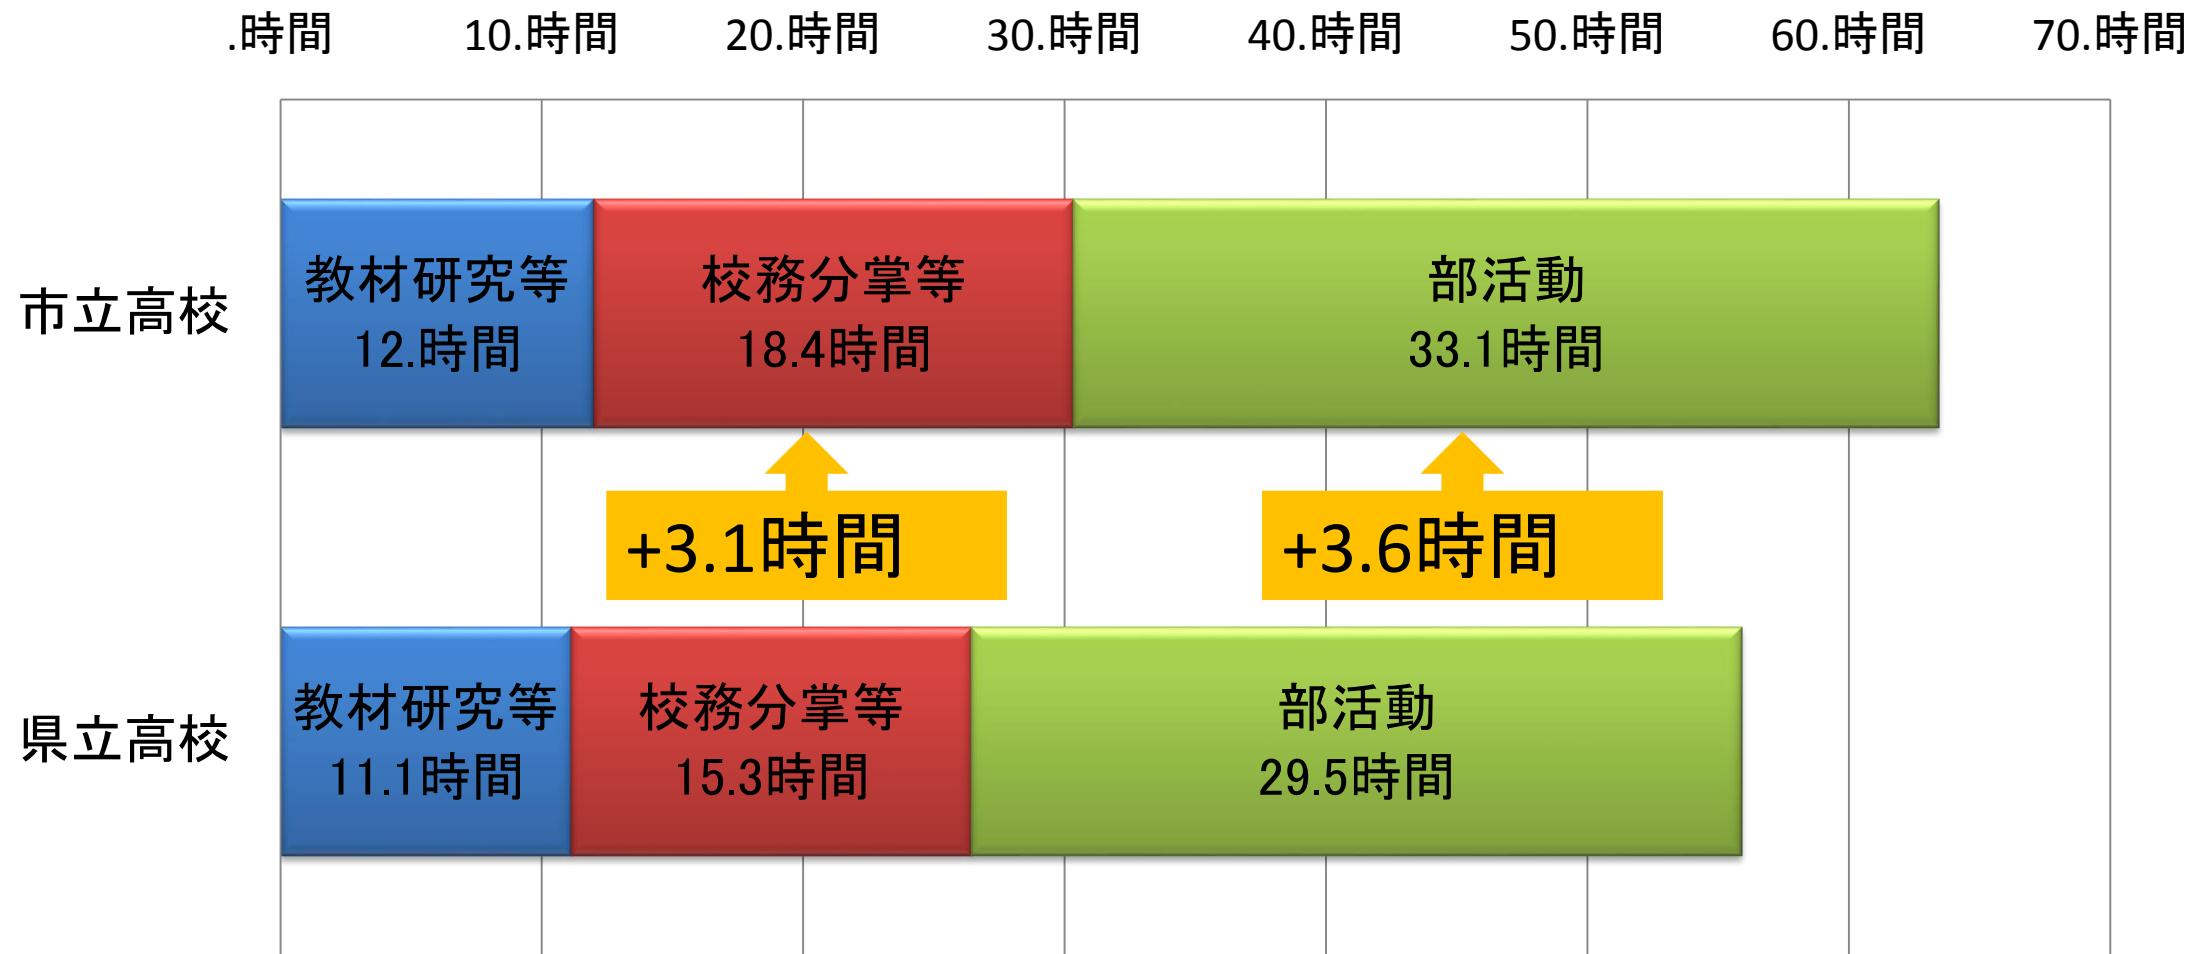 .時間 10.時間 20.時間 30.時間 40.時間 50.時間 60.時間 70.時間
市立高校
教材研究等
12.時間
校務分掌等
18.4時間
部活動
33.1時間
+3.1時間
+3.6時間
県立高校
教材研究等
11.1時間
校務分掌等
15.3時間
部活動
29.5時間